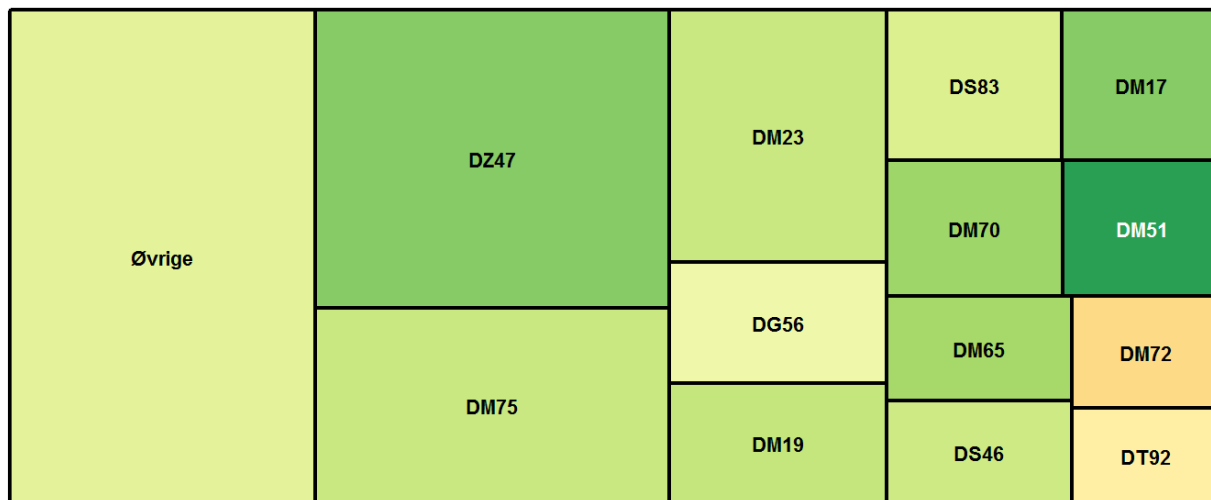 Øvrige
DZ47
DM75
DM23
DG56
DM19
DS83
DM17
DM70
DM51
DM65
DM72
DS46
DT92